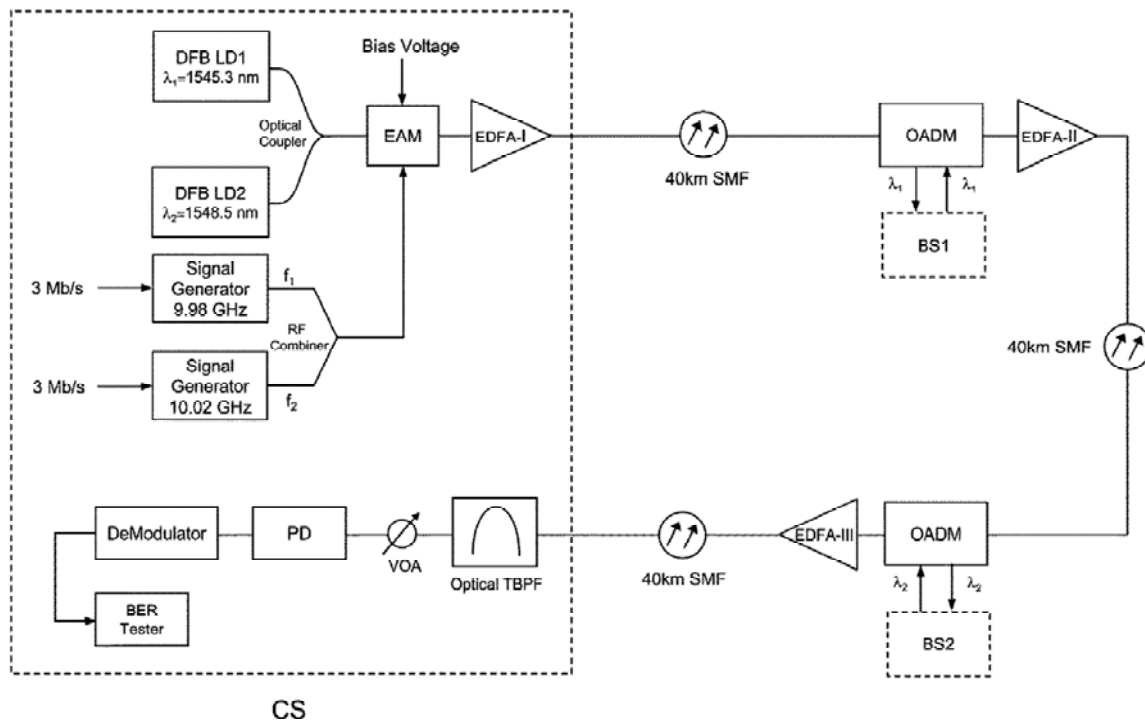 DFB LD1
λ1=1545.3 nm
Optical
Coupler
DFB LD2
λ2=1548.5 nm
Bias Voltage
EAM
EDFA-I
40km SMF
OADM
EDFA-II
λ1
λ1
BS1
3 Mb/s
Signal
Generator
9.98 GHz
f1
RF
Combiner
3 Mb/s
Signal
Generator
10.02 GHz
f2
40km SMF
DeModulator
PD
VOA
Optical TBPF
40km SMF
EDFA-III
OADM
λ2
λ2
BS2
BER
Tester
CS